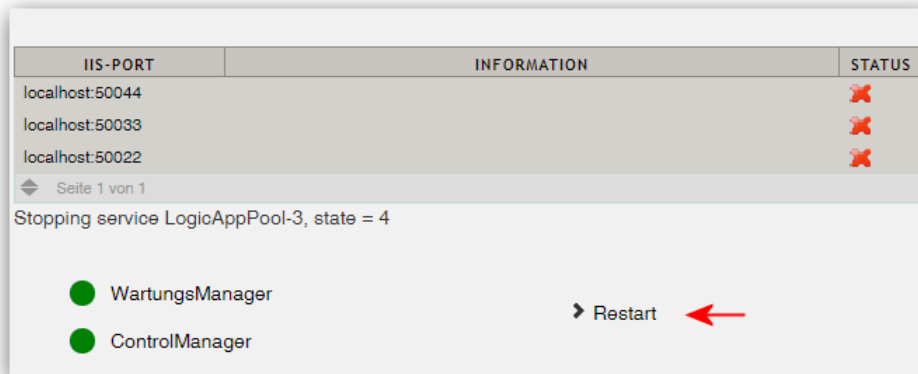 IIS-PORT INFORMATION STATUS
localhost:50044
localhost:50033
localhost:50022
Seite 1 von 1
Stopping service LogicAppPool-3, state = 4
WartungsManager
Restart
ControlManager